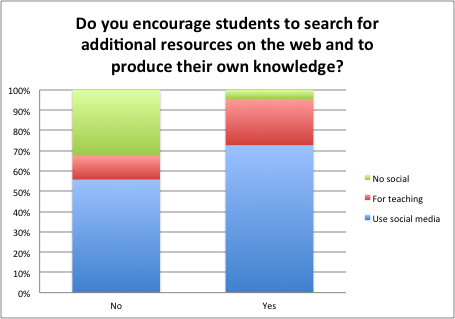 Do you encourage students to search for
additional resources on the web and to
produce their own knowledge?
100%
90%
80%
70%
60%
50%
40%
30%
20%
10%
0%
No
Yes
No social
For teaching
Use social media